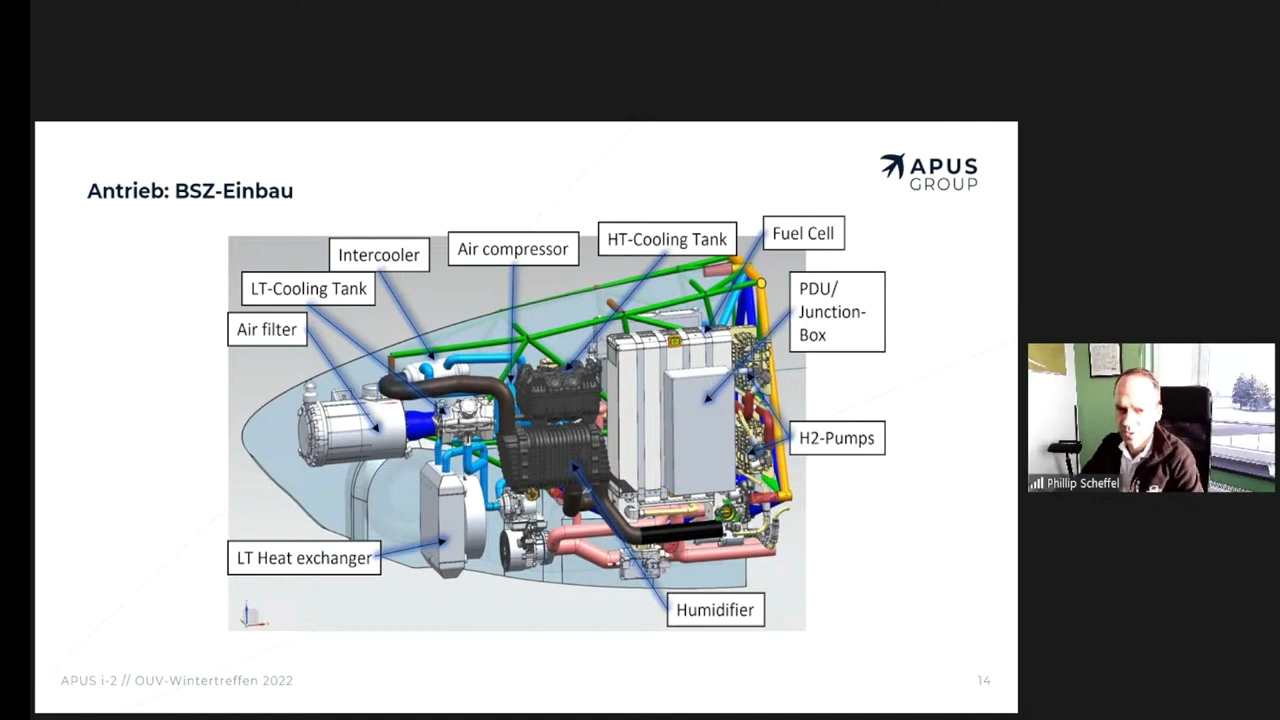 APUS
GROUP
Antrieb: BSZ-Einbau
Fuel Cell
HT-Cooling Tank
Air compressor
Intercooler
LT-Cooling Tank
PDU/
Junction-
Box
Air filter
H2-Pumps
Phillip Scheffel
LT Heat exchanger
Humidifier
APUS i-2 // OUV-Wintertreffen 2022
14